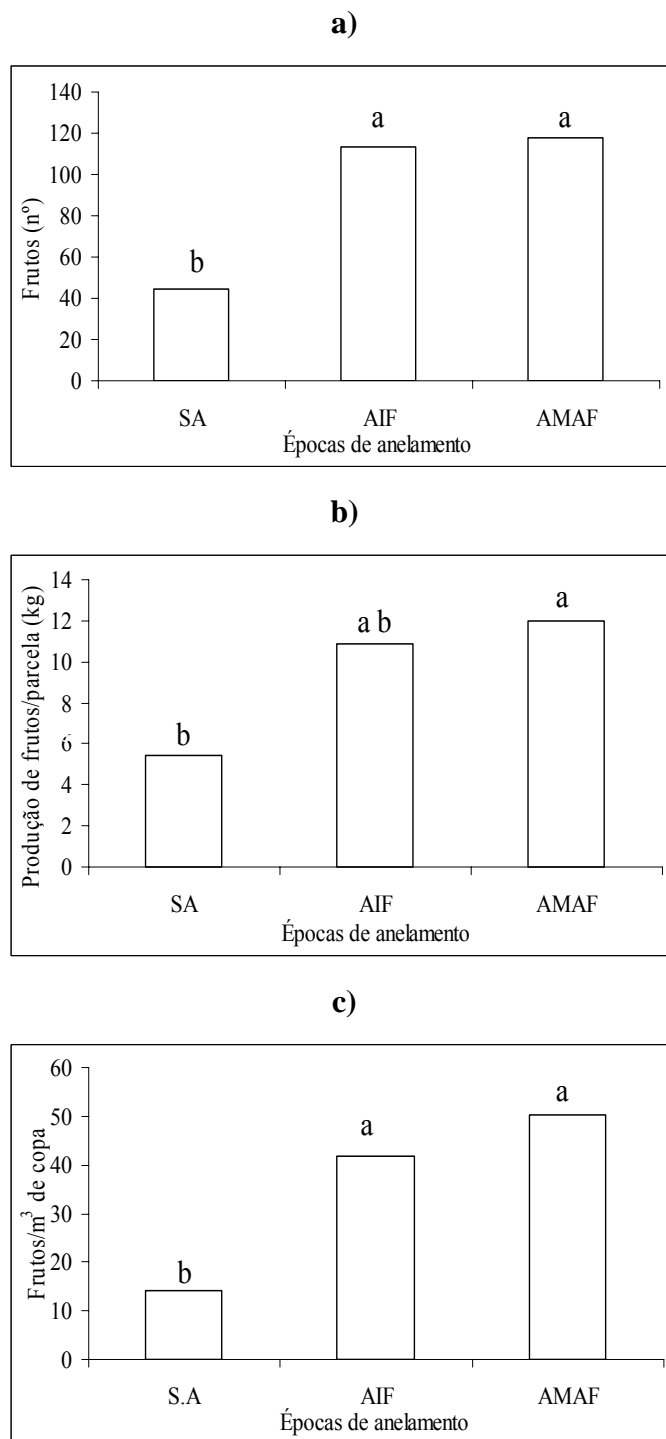 a)
Frutos (nº)
140
120
100
80
60
40
20
0
b
a
a
SA AIF AMAF
Épocas de anelamento
b)
Produção de frutos/parcela (kg)
14
12
10
8
6
4
2
0
b
a b
a
SA AIF AMAF
Épocas de anelamento
c)
Frutos/m³ de copa
60
50
40
30
20
10
0
b
a
a
S.A AIF AMAF
Épocas de anelamento